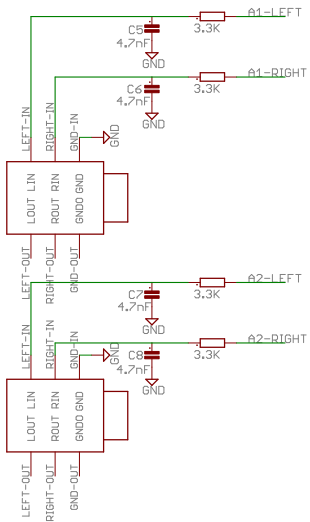 A1-LEFT
C5
4.7nF
3.3K
GND
A1-RIGHT
C6
4.7nF
3.3K
GND
LEFT-IN
RIGHT-IN
GND-IN
GND
LOUT LIN
ROUT RIN
GNDO GND
LEFT-OUT
RIGHT-OUT
GND-OUT
A2-LEFT
C7
4.7nF
3.3K
GND
A2-RIGHT
C8
4.7nF
3.3K
GND
LEFT-IN
RIGHT-IN
GND-IN
GND
LOUT LIN
ROUT RIN
GNDO GND
LEFT-OUT
RIGHT-OUT
GND-OUT